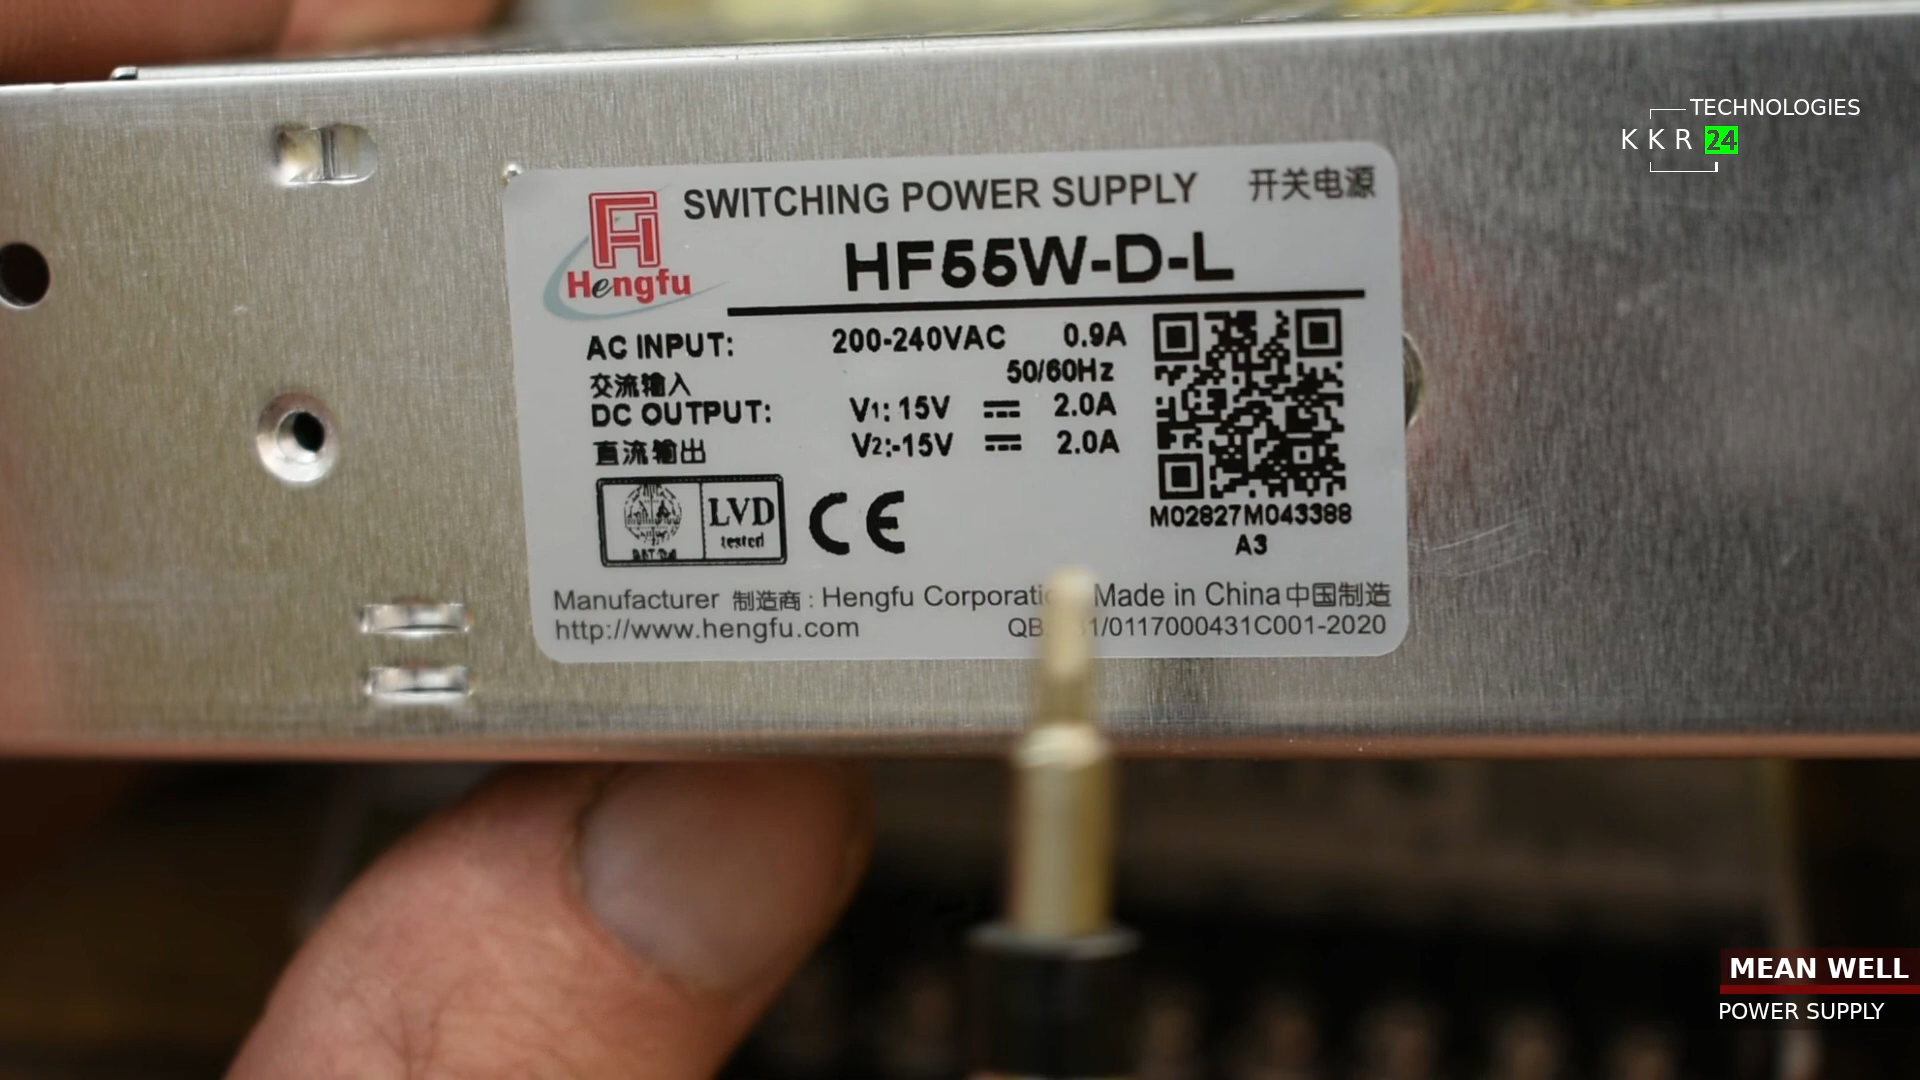 TECHNOLOGIES
KKR 24
SWITCHING POWER SUPPLY 开关电源
Hengfu
HF55W-D-L
AC INPUT: 200-240VAC 0.9A
交流输入 50/60Hz
DC OUTPUT: V1: 15V 2.0A
直流输出 V2:-15V 2.0A
LVD
tested
CE
M02827M043388
A3
Manufacturer 制造商: Hengfu Made in China 中国制造
http://www.hengfu.com /0117000431C001-2020
MEAN WELL
POWER SUPPLY